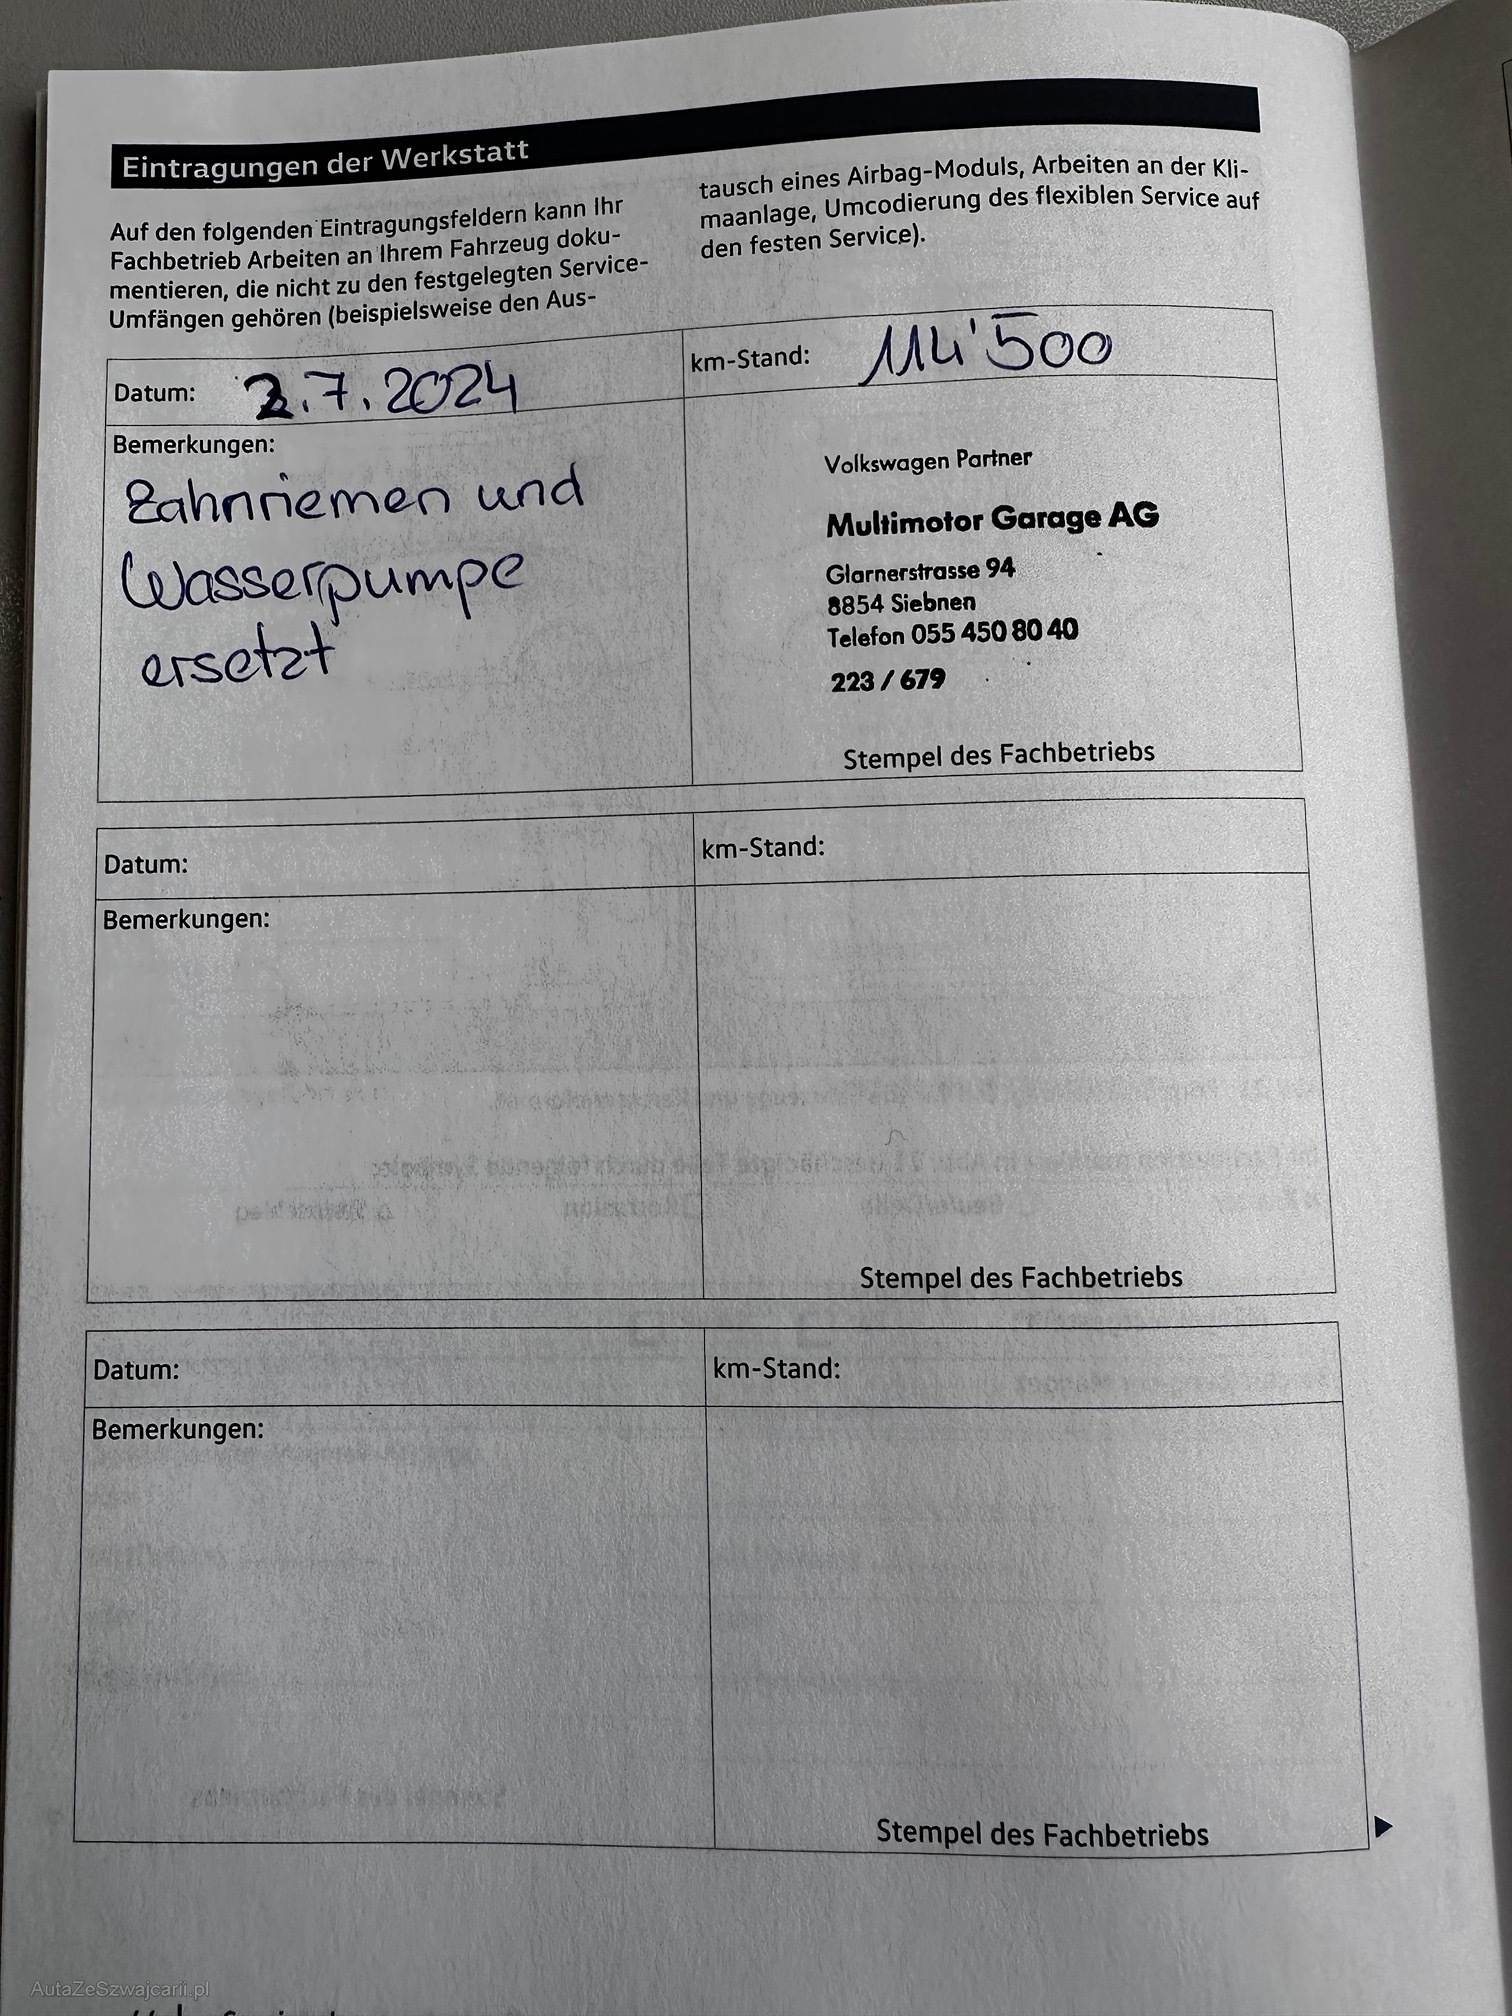 Eintragungen der Werkstatt
Auf den folgenden Eintragungsfeldern kann Ihr
Fachbetrieb Arbeiten an Ihrem Fahrzeug doku-
mentieren, die nicht zu den festgelegten Service-
Umfängen gehören (beispielsweise den Aus-
tausch eines Airbag-Moduls, Arbeiten an der Kli-
maanlage, Umcodierung des flexiblen Service auf
den festen Service).
Datum: 2.7.2024
km-Stand: 114'500
Bemerkungen:
Zahnriemen und
Wasserpumpe
ersetzt
Volkswagen Partner
Multimotor Garage AG
Glarnerstrasse 94
8854 Siebnen
Telefon 055 450 80 40
223 / 679
Stempel des Fachbetriebs
Datum:
km-Stand:
Bemerkungen:
Stempel des Fachbetriebs
Datum:
km-Stand:
Bemerkungen:
Stempel des Fachbetriebs
AutaZeSzwajcarii.pl